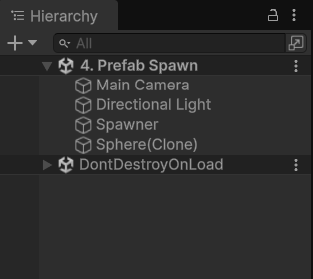 Hierarchy
All
4. Prefab Spawn
Main Camera
Directional Light
Spawner
Sphere(Clone)
DontDestroyOnLoad